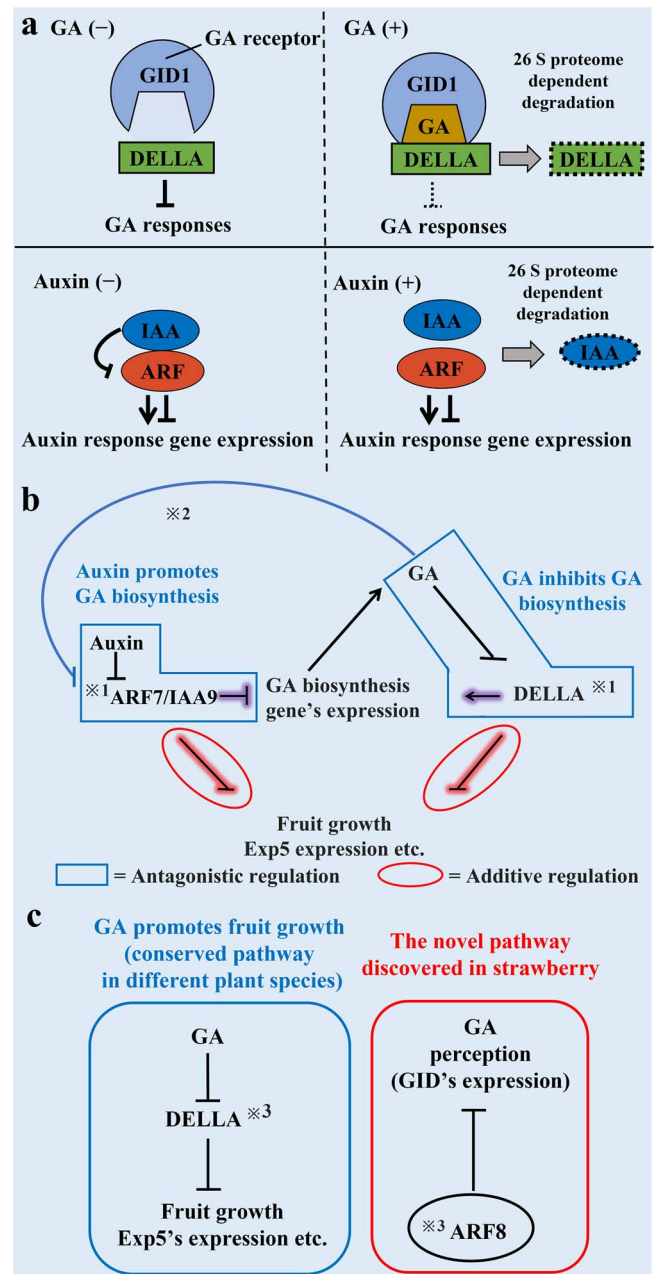 a
GA (−)
GA receptor
GID1
DELLA
GA responses
GA (+)
GID1
GA
DELLA
GA responses
26 S proteome
dependent
degradation
DELLA
Auxin (−)
IAA
ARF
Auxin response gene expression
Auxin (+)
IAA
ARF
Auxin response gene expression
26 S proteome
dependent
degradation
IAA
b
※2
Auxin promotes
GA biosynthesis
GA
GA inhibits GA
biosynthesis
Auxin
※1 ARF7/IAA9
GA biosynthesis
gene's expression
DELLA ※1
Fruit growth
Exp5 expression etc.
= Antagonistic regulation
= Additive regulation
c
GA promotes fruit growth
(conserved pathway
in different plant species)
GA
DELLA ※3
Fruit growth
Exp5's expression etc.
The novel pathway
discovered in strawberry
GA
perception
(GID's expression)
※3 ARF8